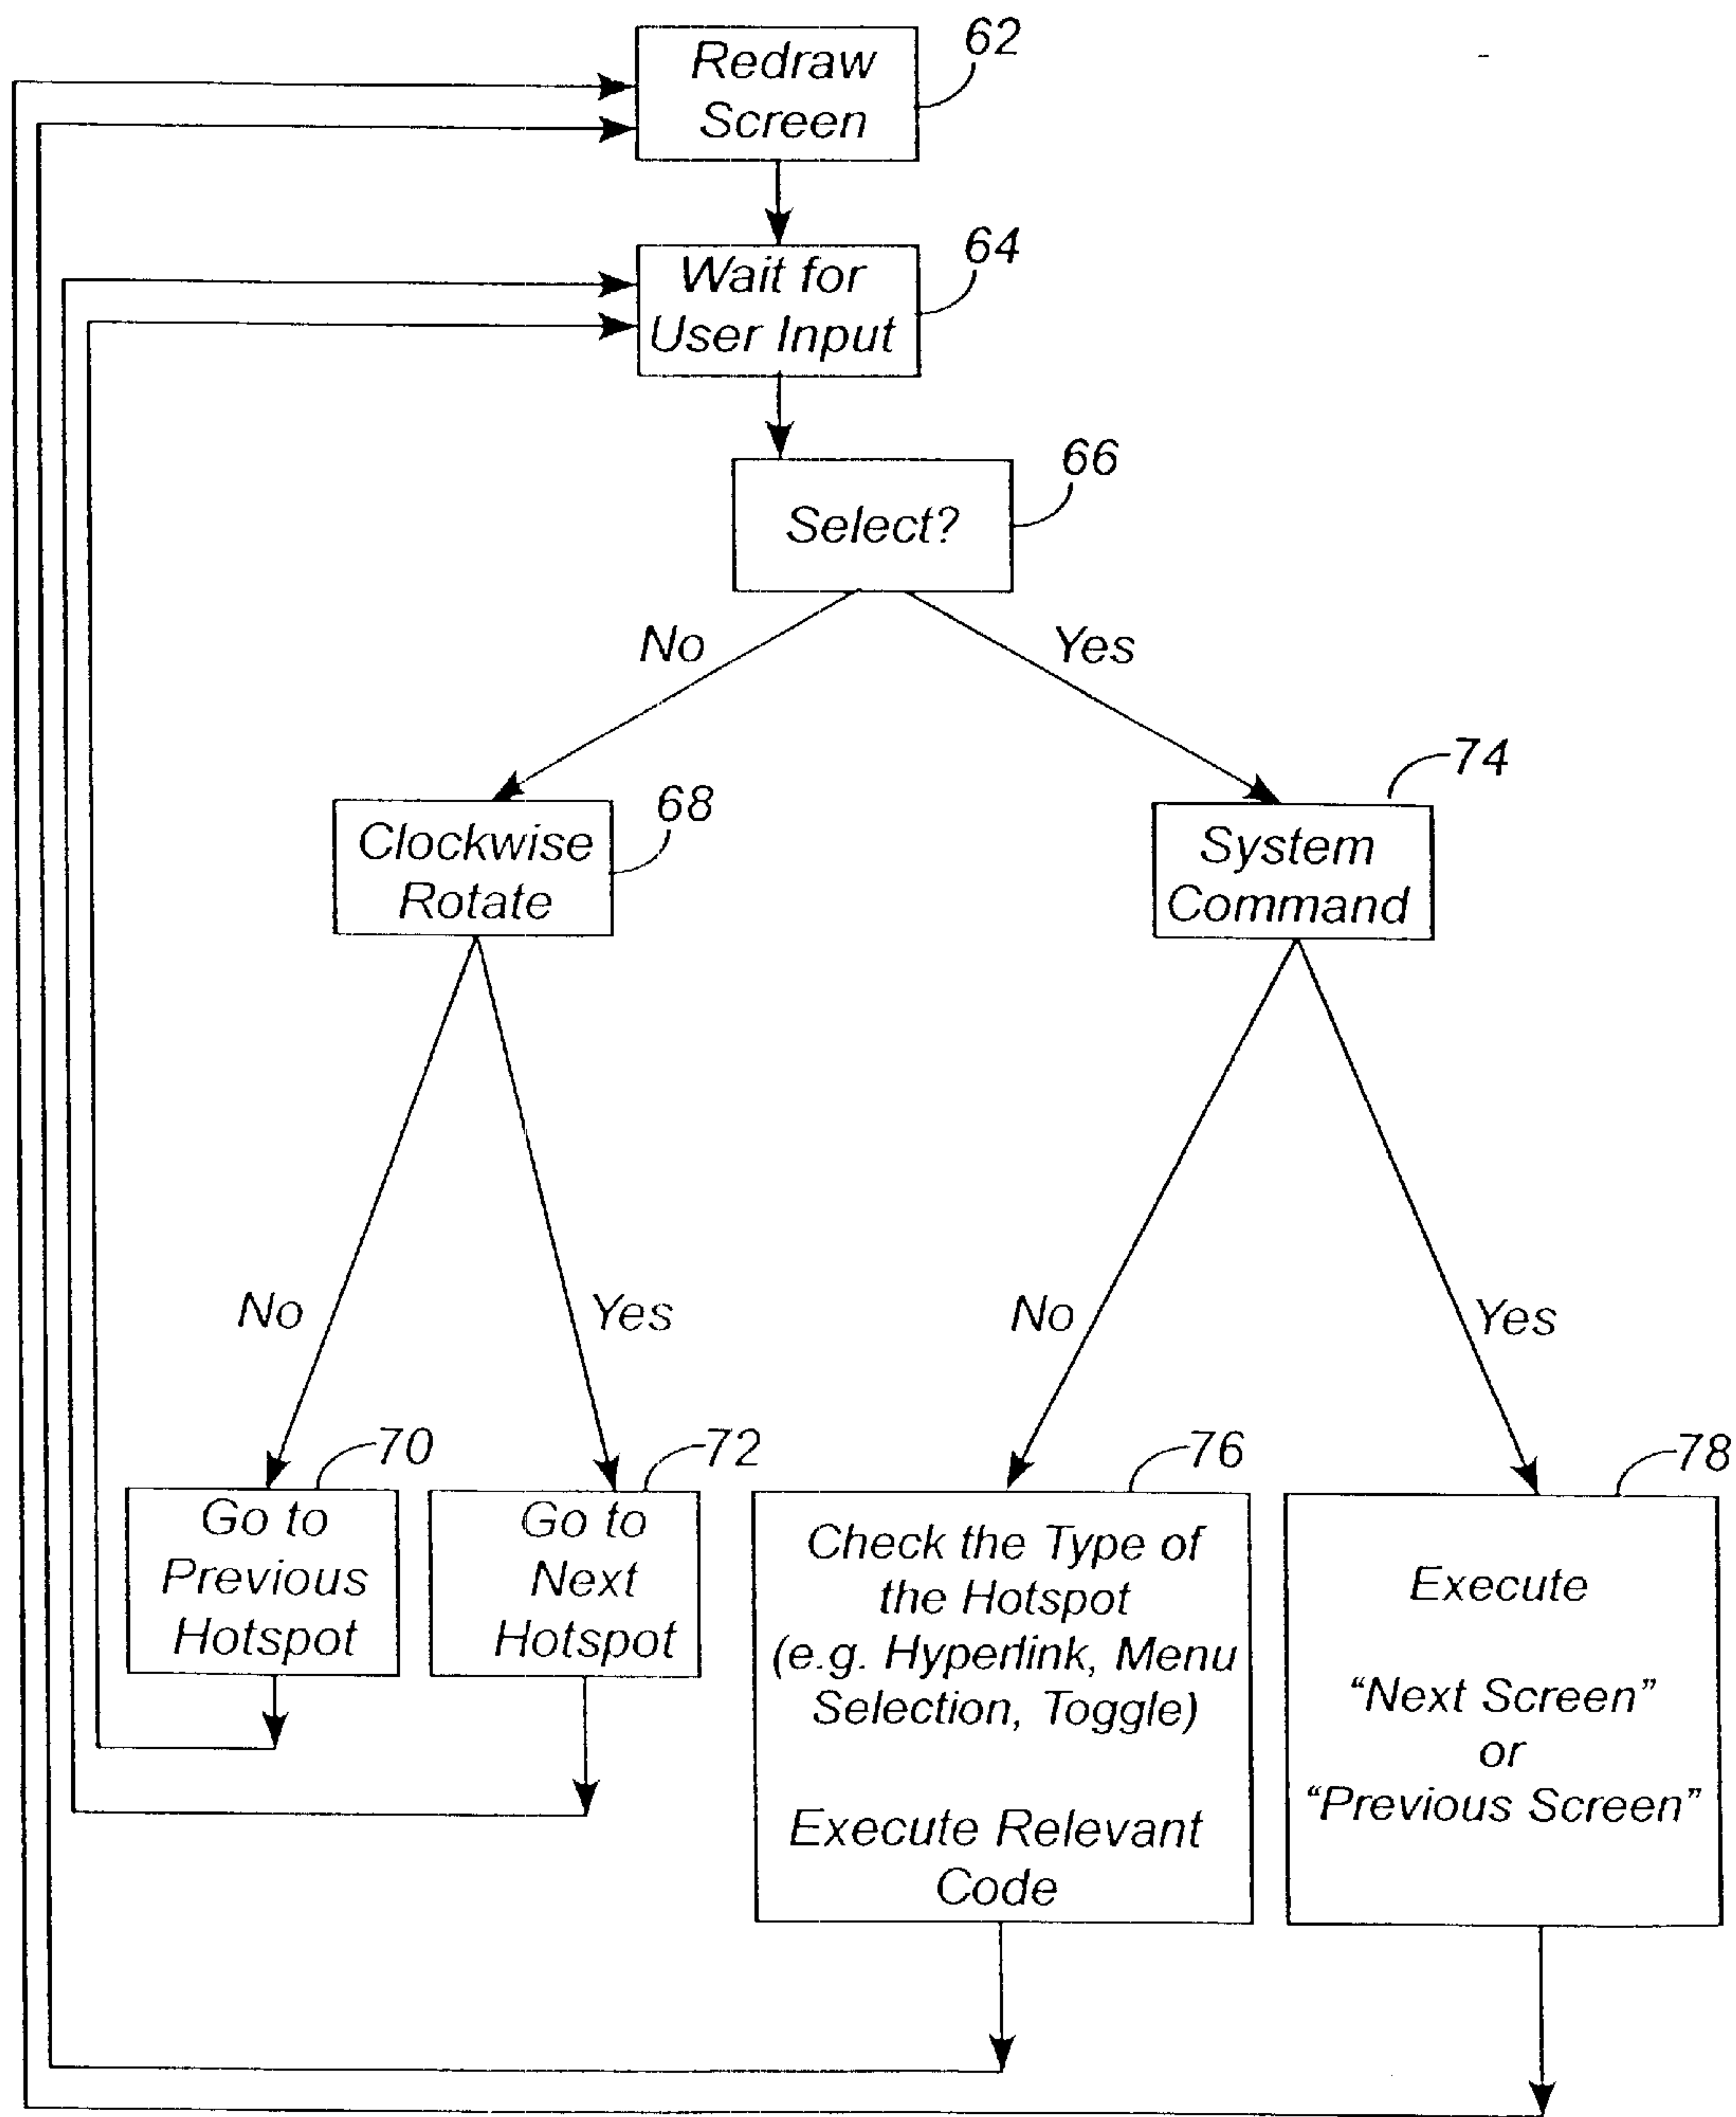 Redraw
Screen
62
Wait for
User Input
64
Select?
66
No
Yes
Clockwise
Rotate
68
System
Command
74
No
Yes
No
Yes
Go to
Previous
Hotspot
70
Go to
Next
Hotspot
72
Check the Type of
the Hotspot
(e.g. Hyperlink, Menu
Selection, Toggle)
Execute Relevant
Code
76
Execute
“Next Screen”
or
“Previous Screen”
78